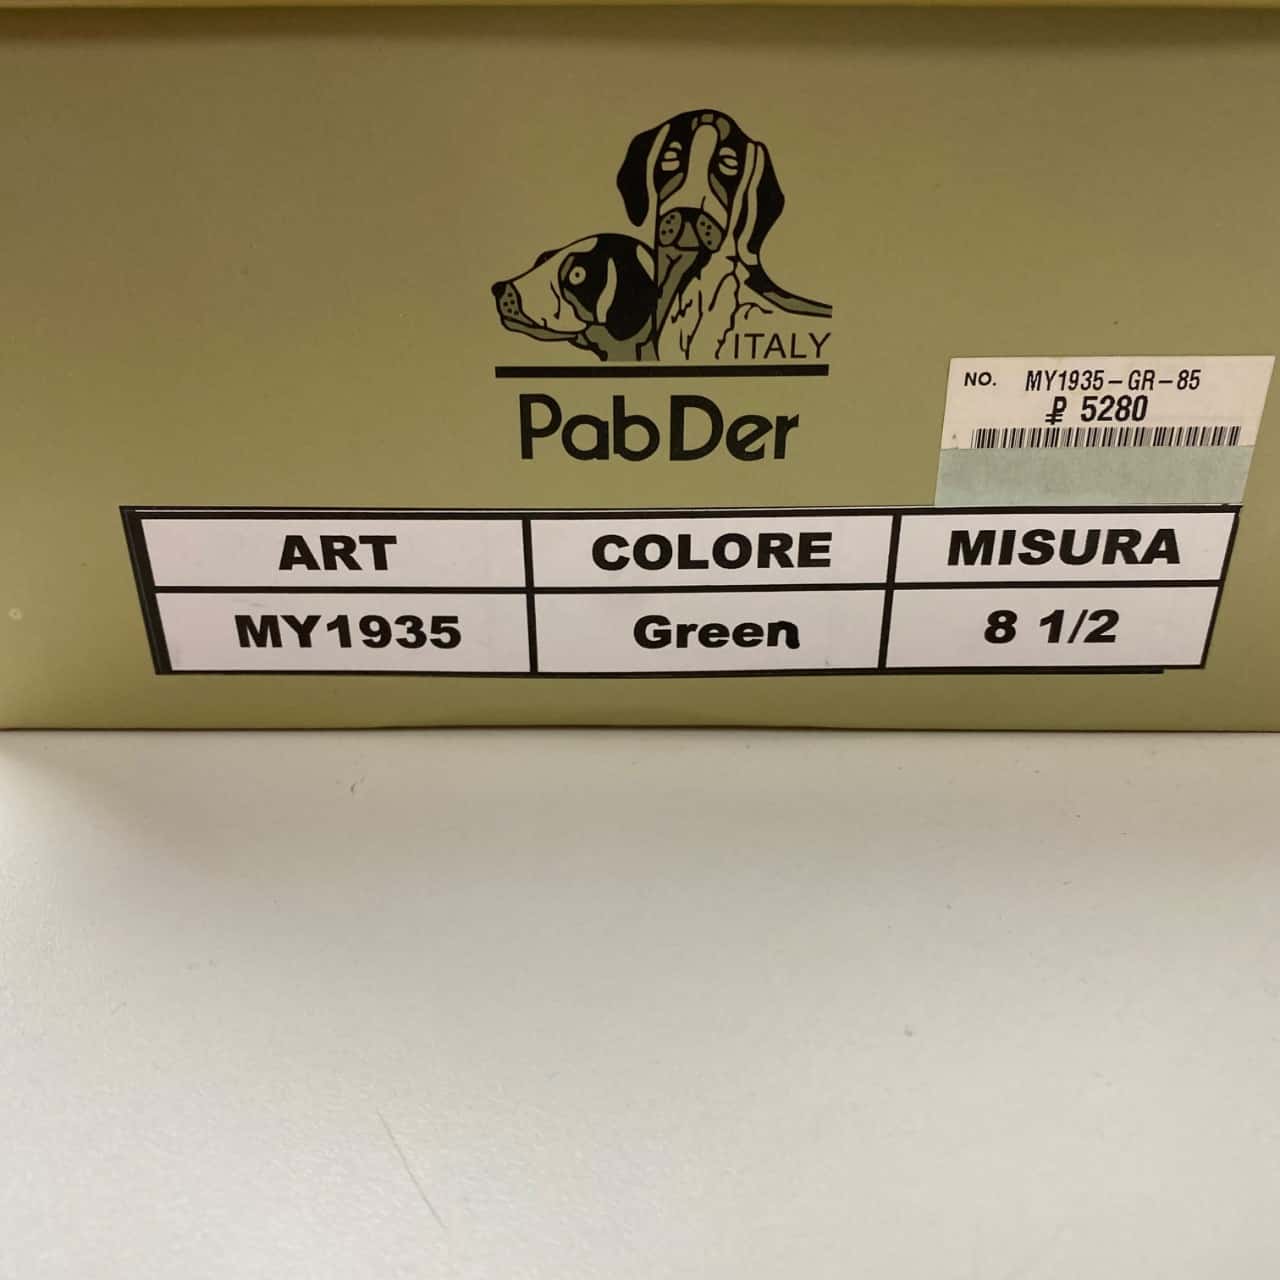 ITALY
PabDer
NO. MY1935-GR-85
₽ 5280
ART COLORE MISURA
MY1935 Green 8 1/2